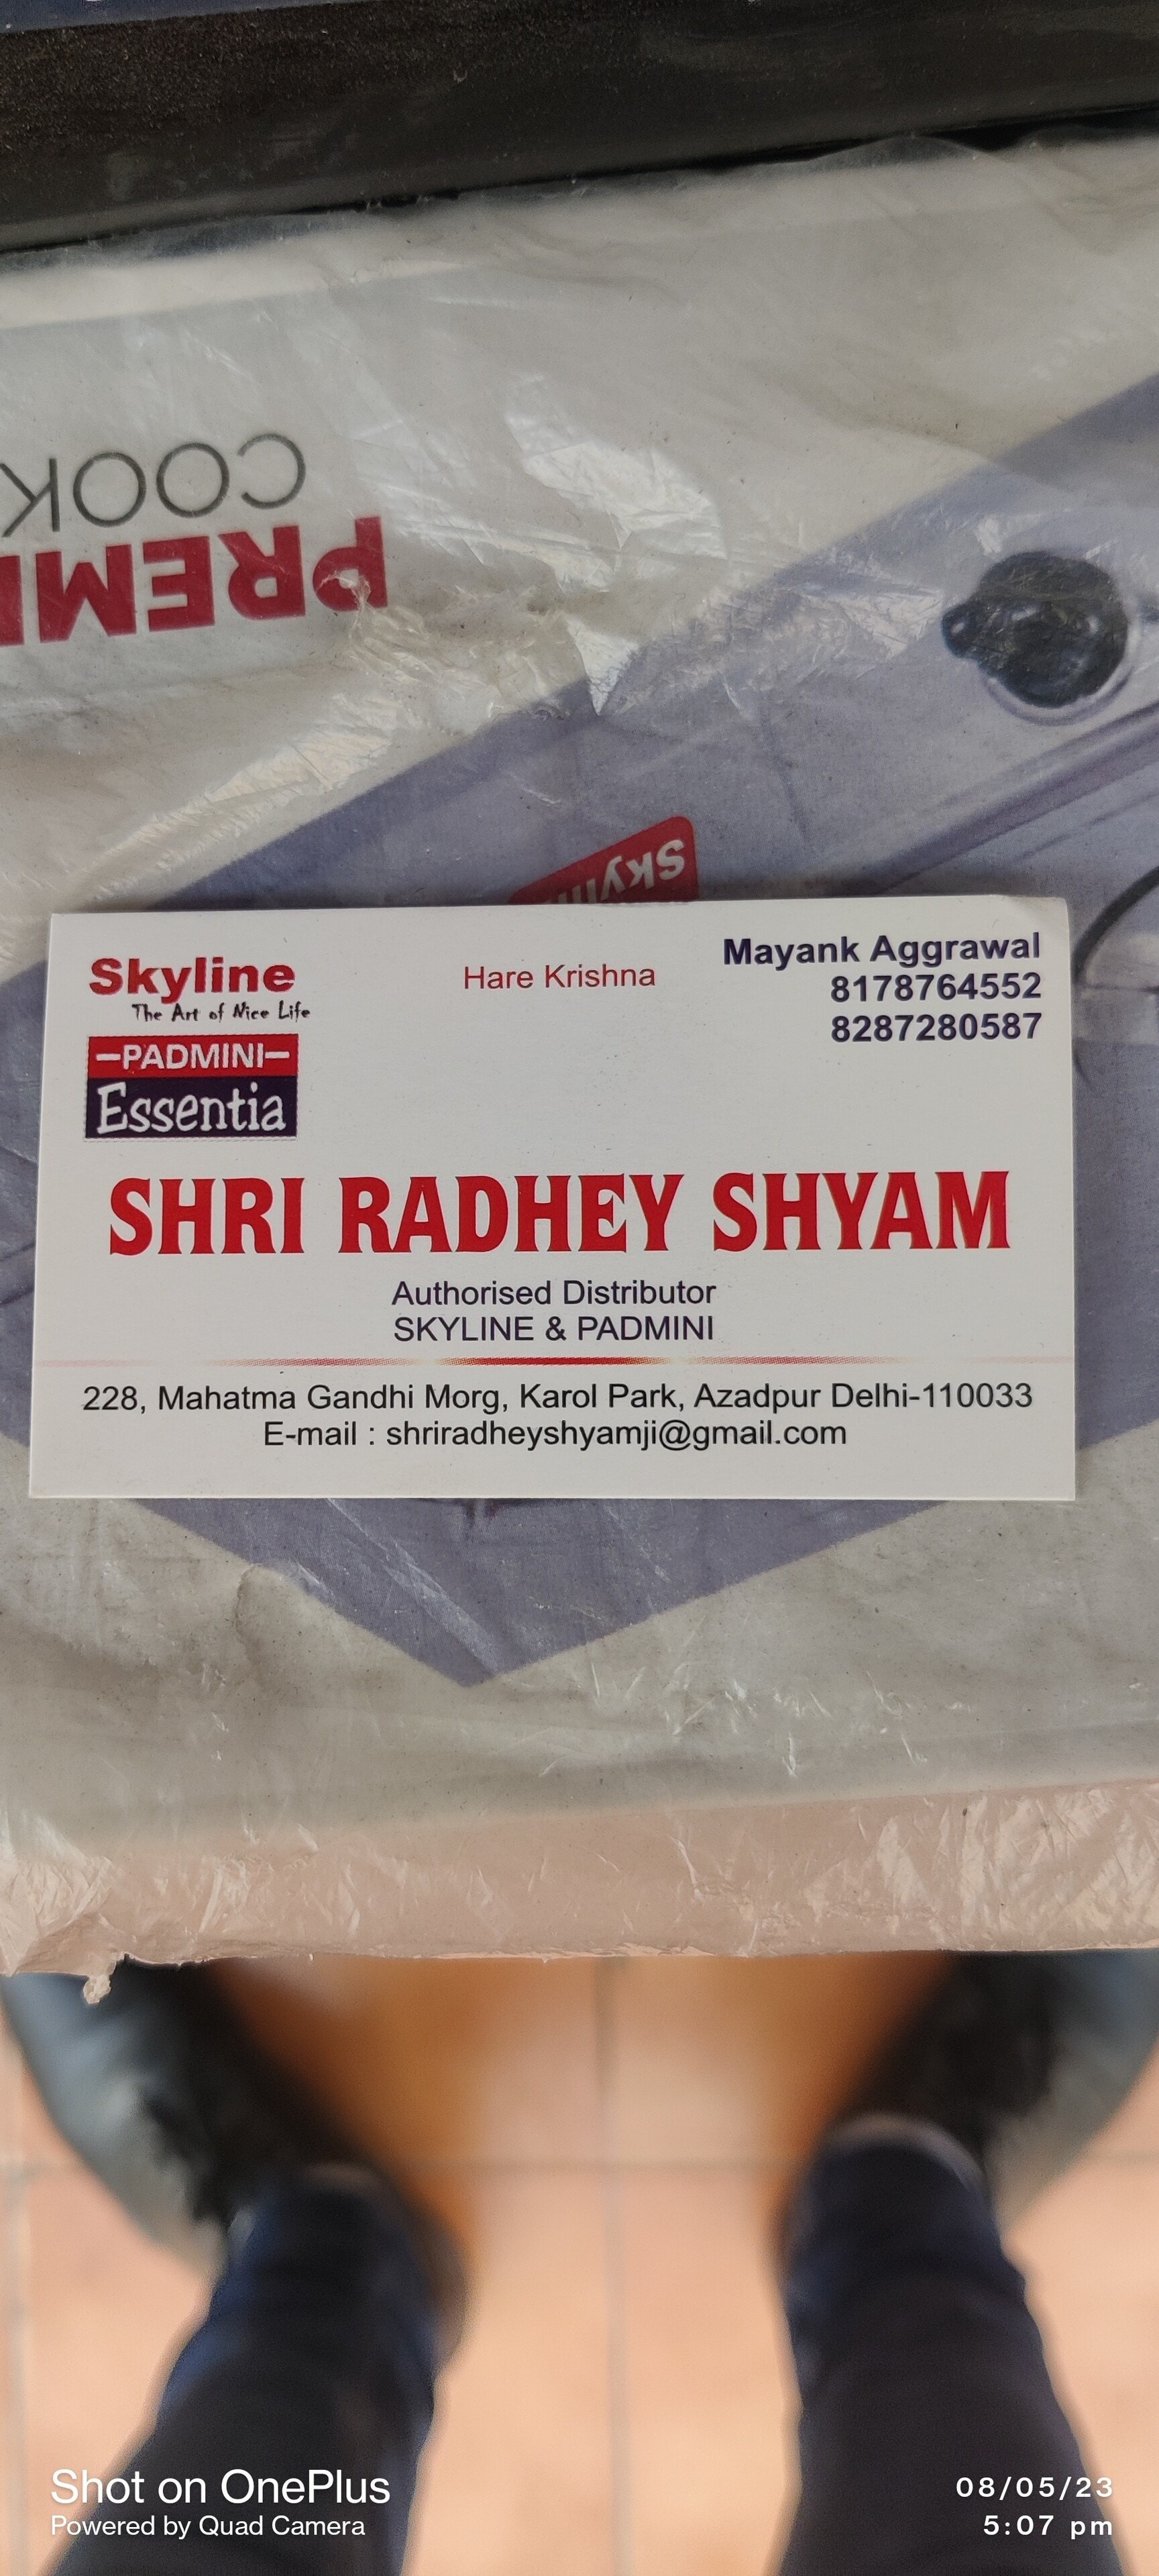 COOK
PREMI
Skyline
Skyline
The Art of Nice Life
PADMINI
Essentia
Hare Krishna
Mayank Aggrawal
8178764552
8287280587
SHRI RADHEY SHYAM
Authorised Distributor
SKYLINE & PADMINI
228, Mahatma Gandhi Morg, Karol Park, Azadpur Delhi-110033
E-mail : shriradheyshyamji@gmail.com
Shot on OnePlus
Powered by Quad Camera
08/05/23
5:07 pm